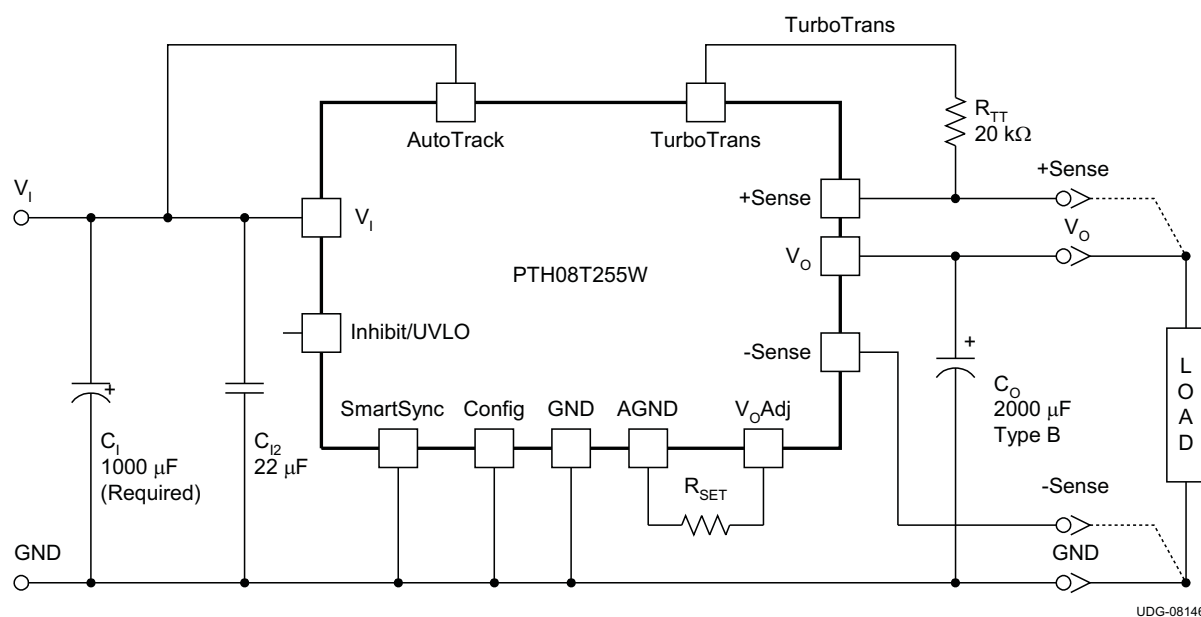 TurboTrans
AutoTrack
TurboTrans
R_TT
20 kΩ
+Sense
V_I
V_I
+Sense
V_O
V_O
PTH08T255W
Inhibit/UVLO
-Sense
+
+
SmartSync
Config
GND
AGND
V_OAdj
C_I
1000 μF
(Required)
C_I2
22 μF
R_SET
C_O
2000 μF
Type B
L
O
A
D
-Sense
GND
GND
UDG-08146